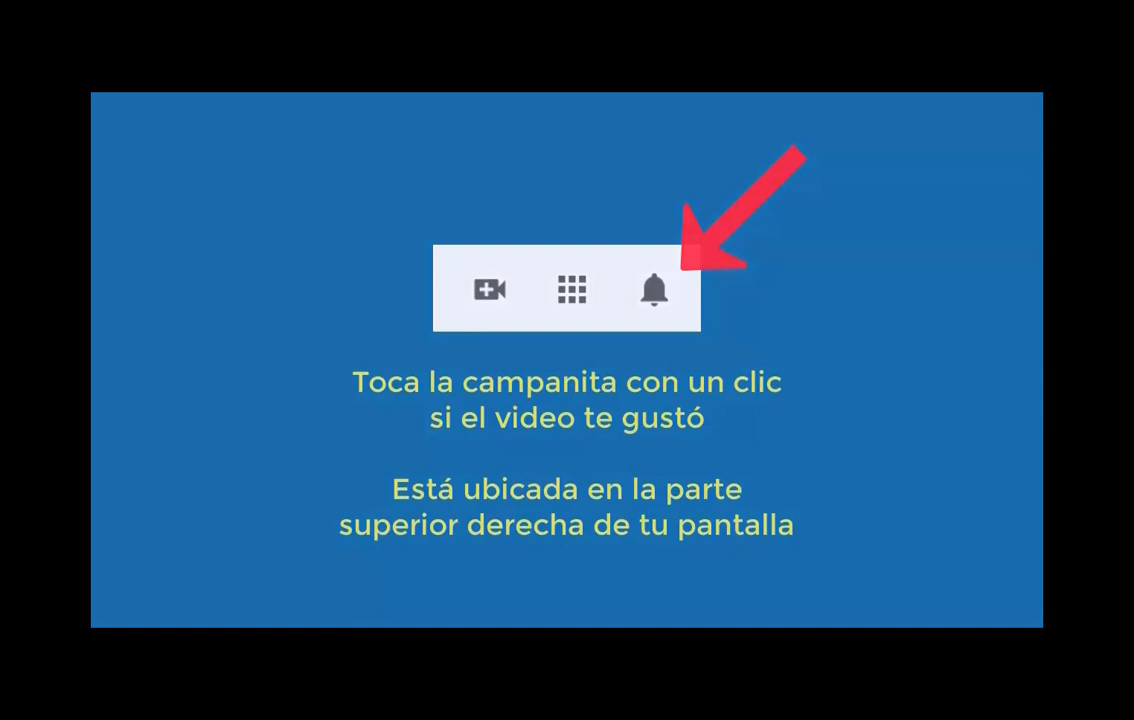 Toca la campanita con un clic
si el video te gustó
Está ubicada en la parte
superior derecha de tu pantalla